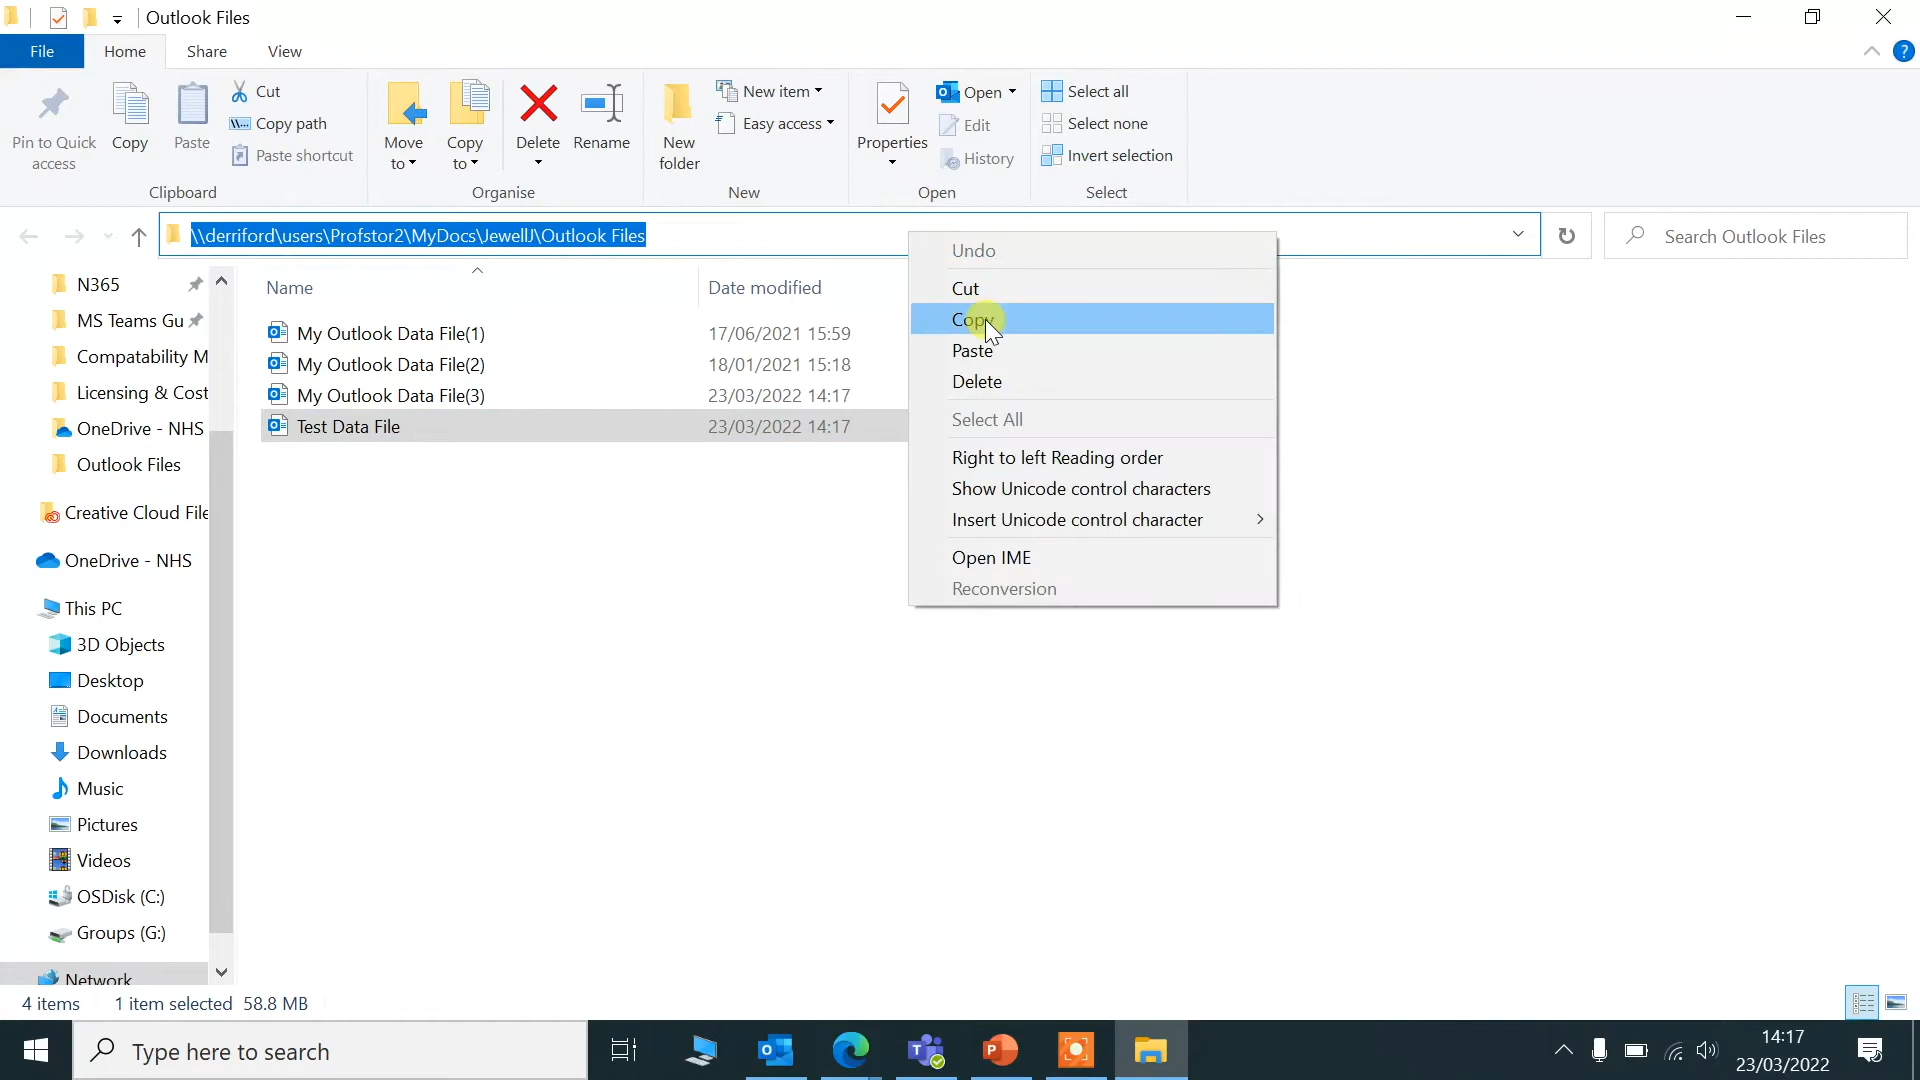 Outlook Files
File Home Share View
Pin to Quick access
Copy
Paste
Cut
Copy path
Paste shortcut
Clipboard
Move to
Copy to
Delete
Rename
Organise
New folder
New item
Easy access
New
Properties
Open
Edit
History
Open
Select all
Select none
Invert selection
Select
\\derriford\users\Profstor2\MyDocs\JewellJ\Outlook Files
Search Outlook Files
N365
MS Teams Gu
Compatability M
Licensing & Cost
OneDrive - NHS
Outlook Files
Creative Cloud File
OneDrive - NHS
This PC
3D Objects
Desktop
Documents
Downloads
Music
Pictures
Videos
OSDisk (C:)
Groups (G:)
Network
Name Date modified
My Outlook Data File(1) 17/06/2021 15:59
My Outlook Data File(2) 18/01/2021 15:18
My Outlook Data File(3) 23/03/2022 14:17
Test Data File 23/03/2022 14:17
Undo
Cut
Copy
Paste
Delete
Select All
Right to left Reading order
Show Unicode control characters
Insert Unicode control character
Open IME
Reconversion
4 items 1 item selected 58.8 MB
Type here to search
14:17
23/03/2022